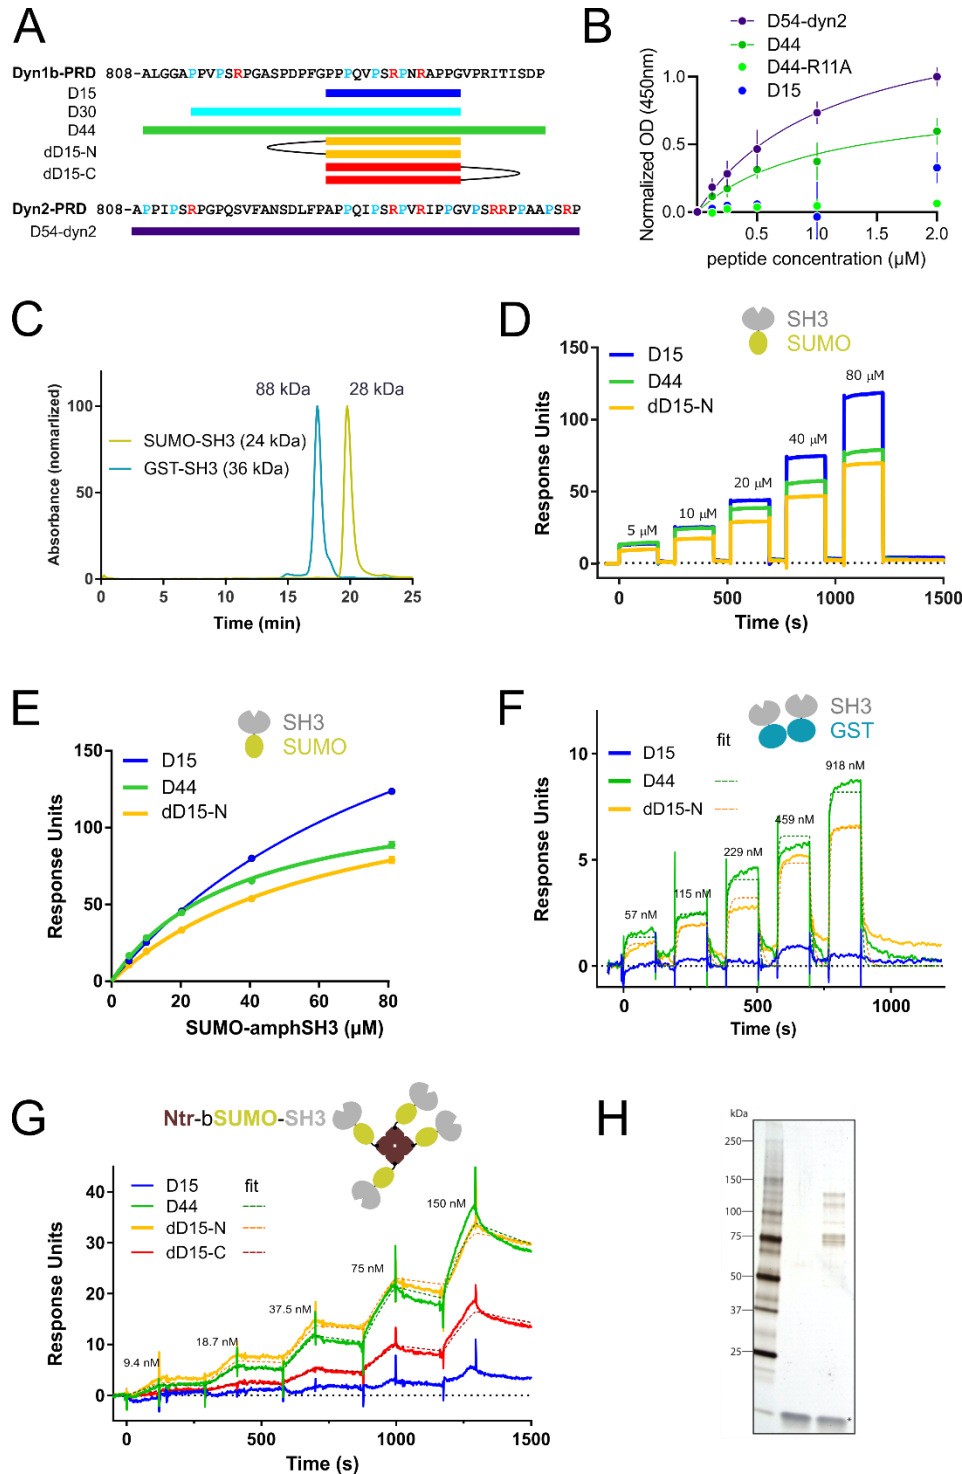 A
Dyn1b-PRD 808-ALGGAPPVPSRPGASPDPFGPPPQVPSRPNRAPPGVPRITISDP
D15
D30
D44
dD15-N
dD15-C
Dyn2-PRD 808-APPIPSRPGPQSVFANSDLFPAPPQIPSRPVRIPPGVPSRRPPAAPSRP
D54-dyn2
B
D54-dyn2
D44
D44-R11A
D15
Normalized OD (450nm)
1.0
0.5
0.0
0.5 1.0 1.5 2.0
peptide concentration (µM)
C
88 kDa 28 kDa
100
50
0
SUMO-SH3 (24 kDa)
GST-SH3 (36 kDa)
Absorbance (nomarlized)
0 5 10 15 20 25
Time (min)
D
SH3
SUMO
D15
D44
dD15-N
Response Units
150
100
50
0
5 µM
10 µM
20 µM
40 µM
80 µM
0 500 1000 1500
Time (s)
E
SH3
SUMO
D15
D44
dD15-N
Response Units
150
100
50
0
0 20 40 60 80
SUMO-amphSH3 (µM)
F
SH3
GST
D15 fit
D44
dD15-N
Response Units
10
5
0
57 nM
115 nM
229 nM
459 nM
918 nM
0 500 1000
Time (s)
G
Ntr-bSUMO-SH3
D15 fit
D44
dD15-N
dD15-C
Response Units
40
30
20
10
0
9.4 nM
18.7 nM
37.5 nM
75 nM
150 nM
0 500 1000 1500
Time (s)
H
kDa
250
150
100
75
50
37
25
*